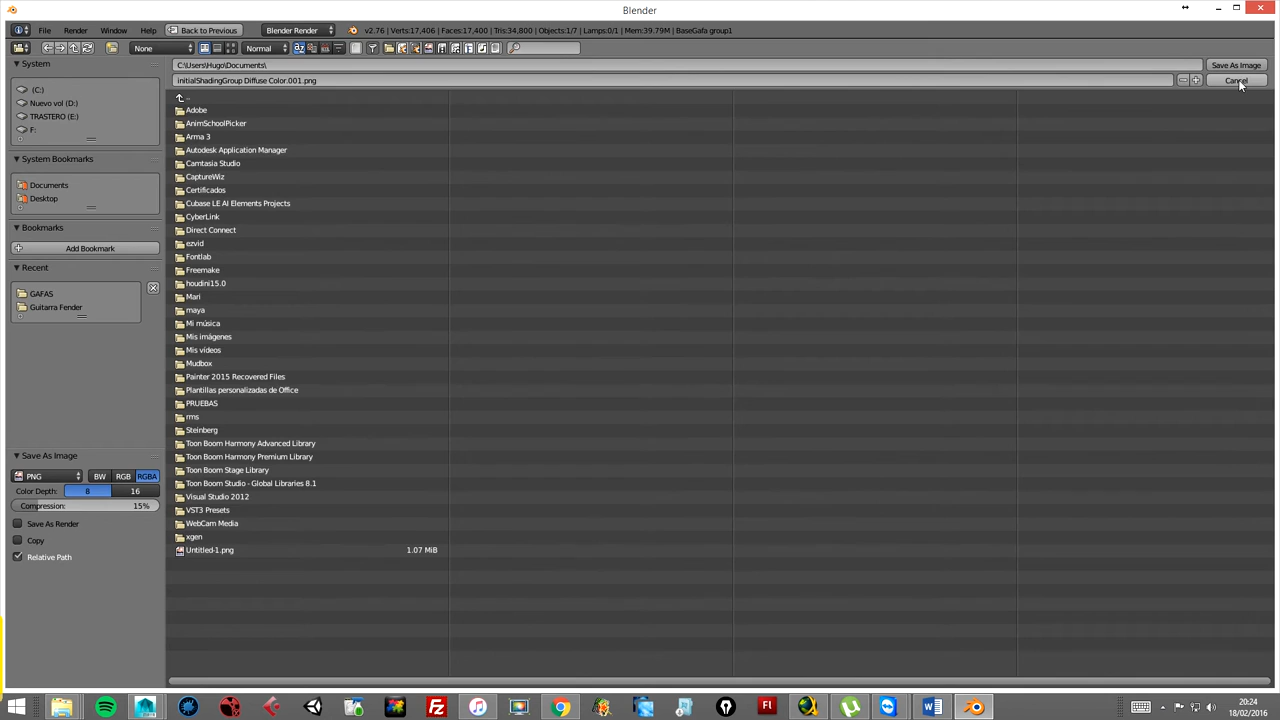 Blender
File Render Window Help Back to Previous Blender Render v2.76 | Verts:17,406 | Faces:17,400 | Tris:34,800 | Objects:1/7 | Lamps:0/1 | Mem:39.79M | BaseGafa group1
None Normal
System
(C:)
Nuevo vol (D:)
TRASTERO (E:)
F:
System Bookmarks
Documents
Desktop
Bookmarks
Add Bookmark
Recent
GAFAS
Guitarra Fender
Save As Image
PNG BW RGB RGBA
Color Depth: 8 16
Compression: 15%
Save As Render
Copy
Relative Path
C:\Users\Hugo\Documents\ Save As Image
initialShadingGroup Diffuse Color.001.png Cancel
..
Adobe
AnimSchoolPicker
Arma 3
Autodesk Application Manager
Camtasia Studio
CaptureWiz
Certificados
Cubase LE AI Elements Projects
CyberLink
Direct Connect
ezvid
Fontlab
Freemake
houdini15.0
Mari
maya
Mi música
Mis imágenes
Mis vídeos
Mudbox
Painter 2015 Recovered Files
Plantillas personalizadas de Office
PRUEBAS
rms
Steinberg
Toon Boom Harmony Advanced Library
Toon Boom Harmony Premium Library
Toon Boom Stage Library
Toon Boom Studio - Global Libraries 8.1
Visual Studio 2012
VST3 Presets
WebCam Media
xgen
Untitled-1.png 1.07 MiB
20:24
18/02/2016